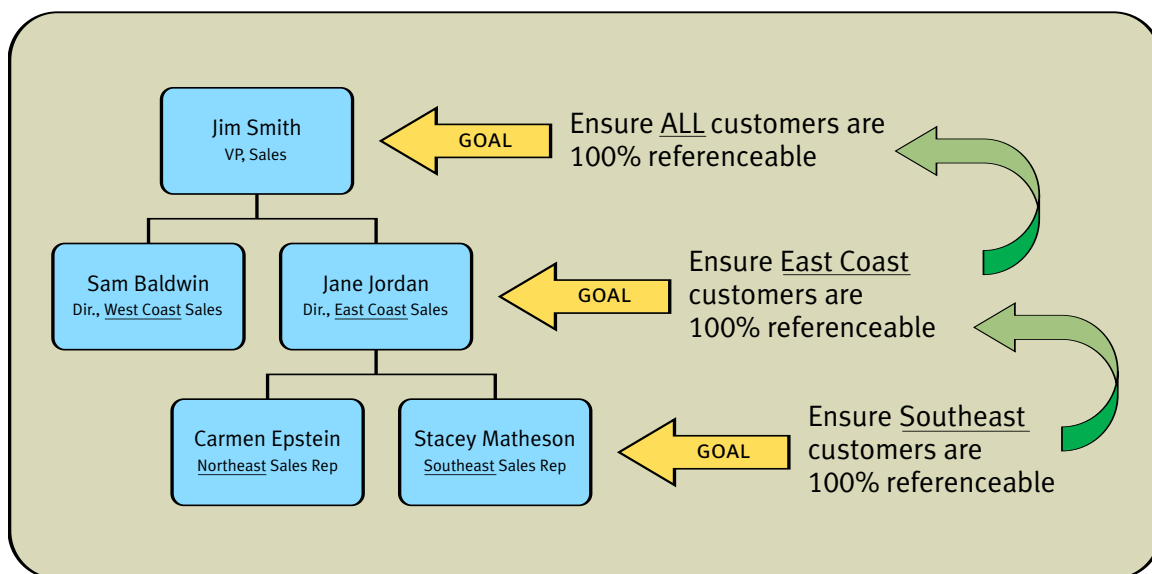 Jim Smith
VP, Sales
GOAL
Ensure ALL customers are
100% referenceable
Sam Baldwin
Dir., West Coast Sales
Jane Jordan
Dir., East Coast Sales
GOAL
Ensure East Coast
customers are
100% referenceable
Carmen Epstein
Northeast Sales Rep
Stacey Matheson
Southeast Sales Rep
GOAL
Ensure Southeast
customers are
100% referenceable